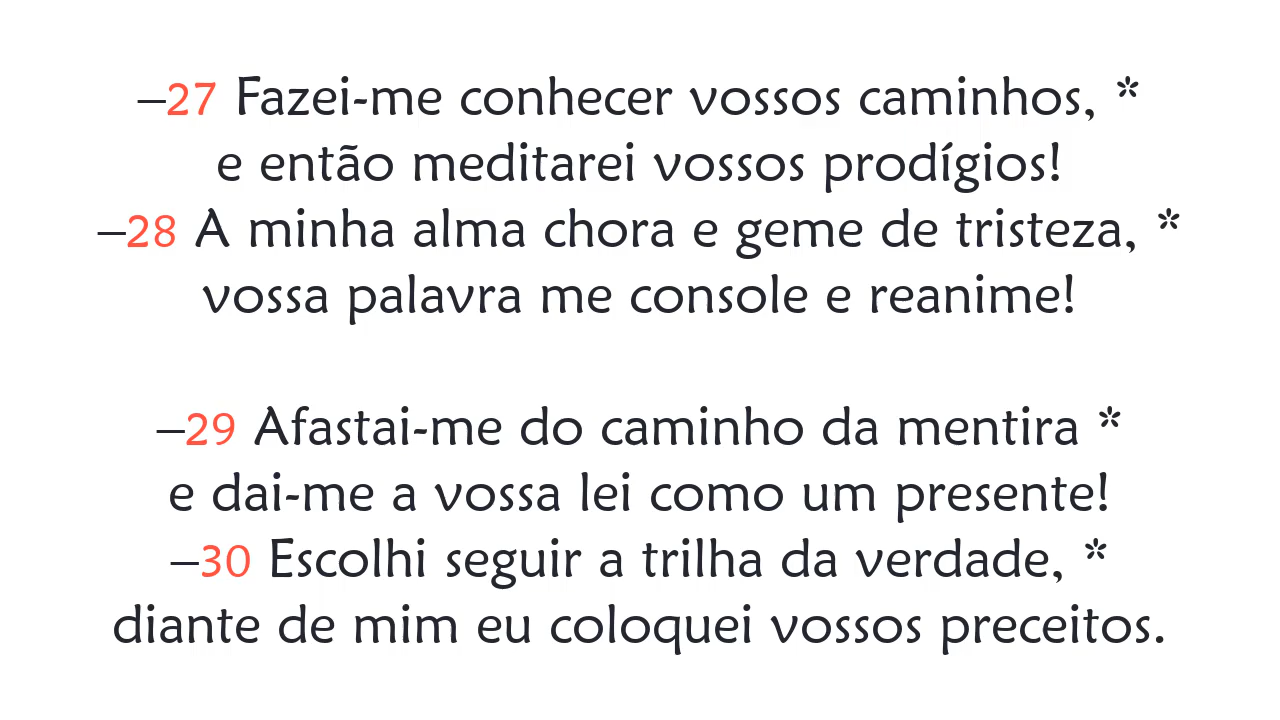 –27 Fazei-me conhecer vossos caminhos, *
e então meditarei vossos prodígios!
–28 A minha alma chora e geme de tristeza, *
vossa palavra me console e reanime!
–29 Afastai-me do caminho da mentira *
e dai-me a vossa lei como um presente!
–30 Escolhi seguir a trilha da verdade, *
diante de mim eu coloquei vossos preceitos.